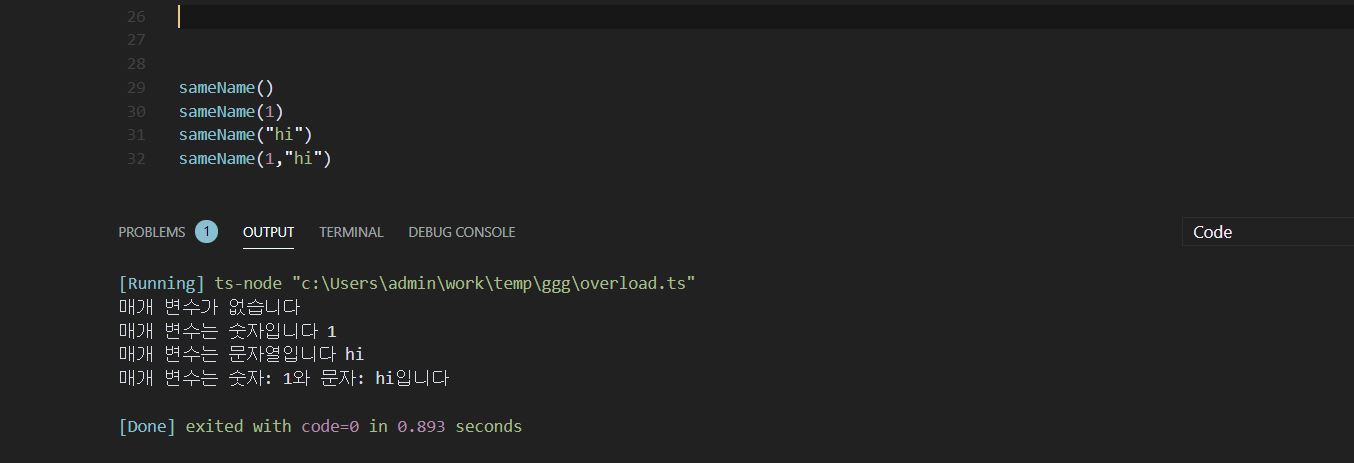 26
27
28
29 sameName()
30 sameName(1)
31 sameName("hi")
32 sameName(1,"hi")
PROBLEMS 1 OUTPUT TERMINAL DEBUG CONSOLE Code
[Running] ts-node "c:\Users\admin\work\temp\ggg\overload.ts"
매개 변수가 없습니다
매개 변수는 숫자입니다 1
매개 변수는 문자열입니다 hi
매개 변수는 숫자: 1와 문자: hi입니다
[Done] exited with code=0 in 0.893 seconds